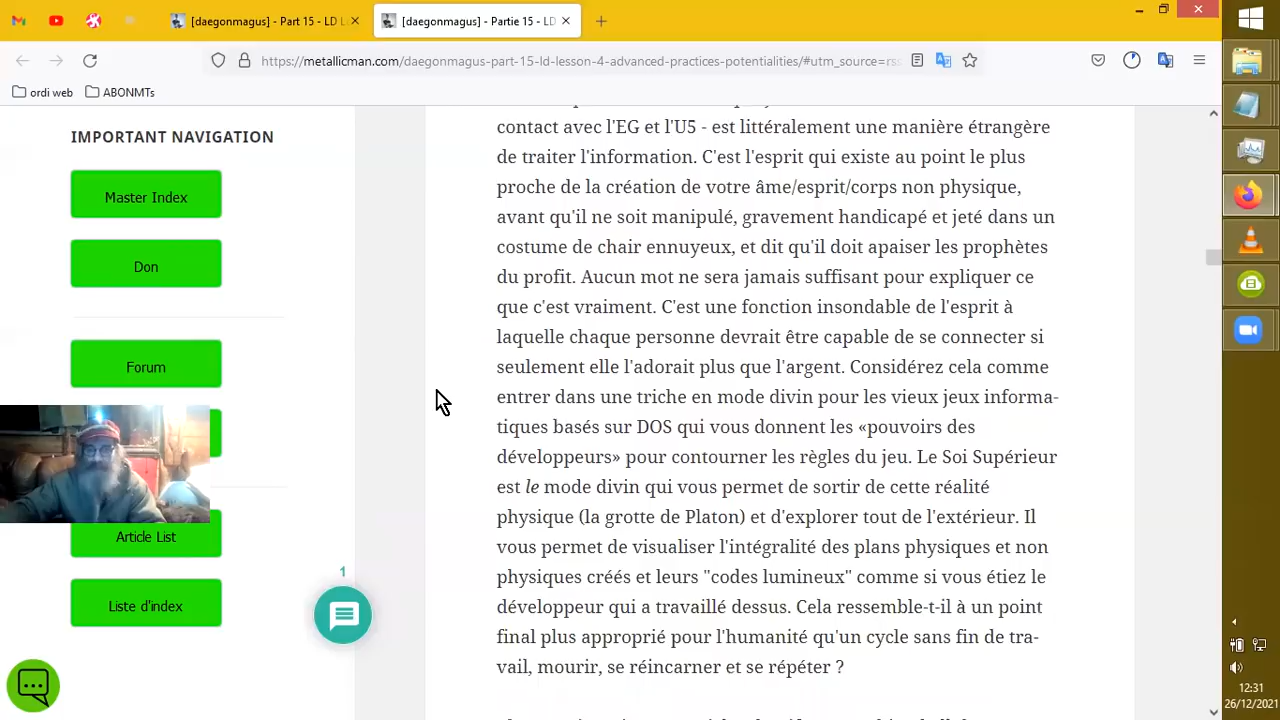 [daegonmagus] - Part 15 - LD L
[daegonmagus] - Partie 15 - LD
https://metallicman.com/daegonmagus-part-15-ld-lesson-4-advanced-practices-potentialities/#utm_source=rss
ordi web
ABONMTs
IMPORTANT NAVIGATION
Master Index
Don
Forum
Article List
Liste d'index
contact avec l'EG et l'U5 - est littéralement une manière étrangère
de traiter l'information. C'est l'esprit qui existe au point le plus
proche de la création de votre âme/esprit/corps non physique,
avant qu'il ne soit manipulé, gravement handicapé et jeté dans un
costume de chair ennuyeux, et dit qu'il doit apaiser les prophètes
du profit. Aucun mot ne sera jamais suffisant pour expliquer ce
que c'est vraiment. C'est une fonction insondable de l'esprit à
laquelle chaque personne devrait être capable de se connecter si
seulement elle l'adorait plus que l'argent. Considérez cela comme
entrer dans une triche en mode divin pour les vieux jeux informa-
tiques basés sur DOS qui vous donnent les «pouvoirs des
développeurs» pour contourner les règles du jeu. Le Soi Supérieur
est le mode divin qui vous permet de sortir de cette réalité
physique (la grotte de Platon) et d'explorer tout de l'extérieur. Il
vous permet de visualiser l'intégralité des plans physiques et non
physiques créés et leurs "codes lumineux" comme si vous étiez le
développeur qui a travaillé dessus. Cela ressemble-t-il à un point
final plus approprié pour l'humanité qu'un cycle sans fin de tra-
vail, mourir, se réincarner et se répéter ?
1
12:31
26/12/2021